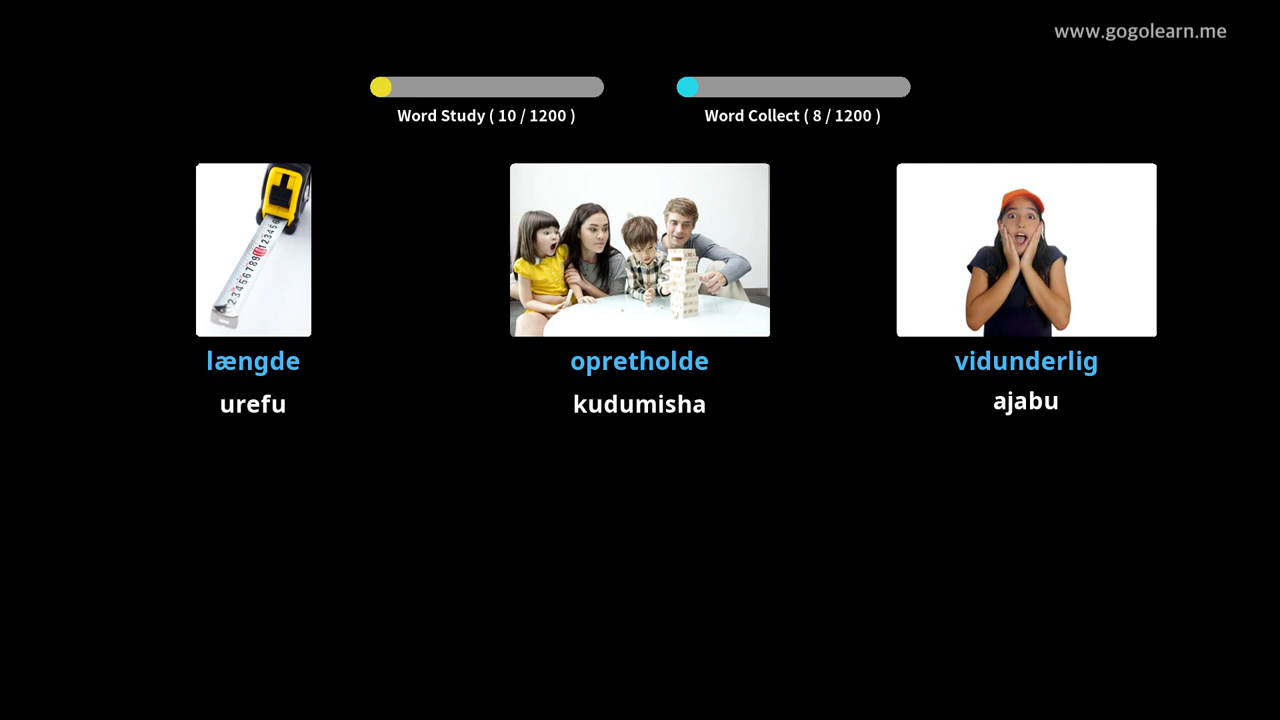 www.gogolearn.me
Word Study ( 10 / 1200 )
Word Collect ( 8 / 1200 )
længde
opretholde
vidunderlig
urefu
kudumisha
ajabu